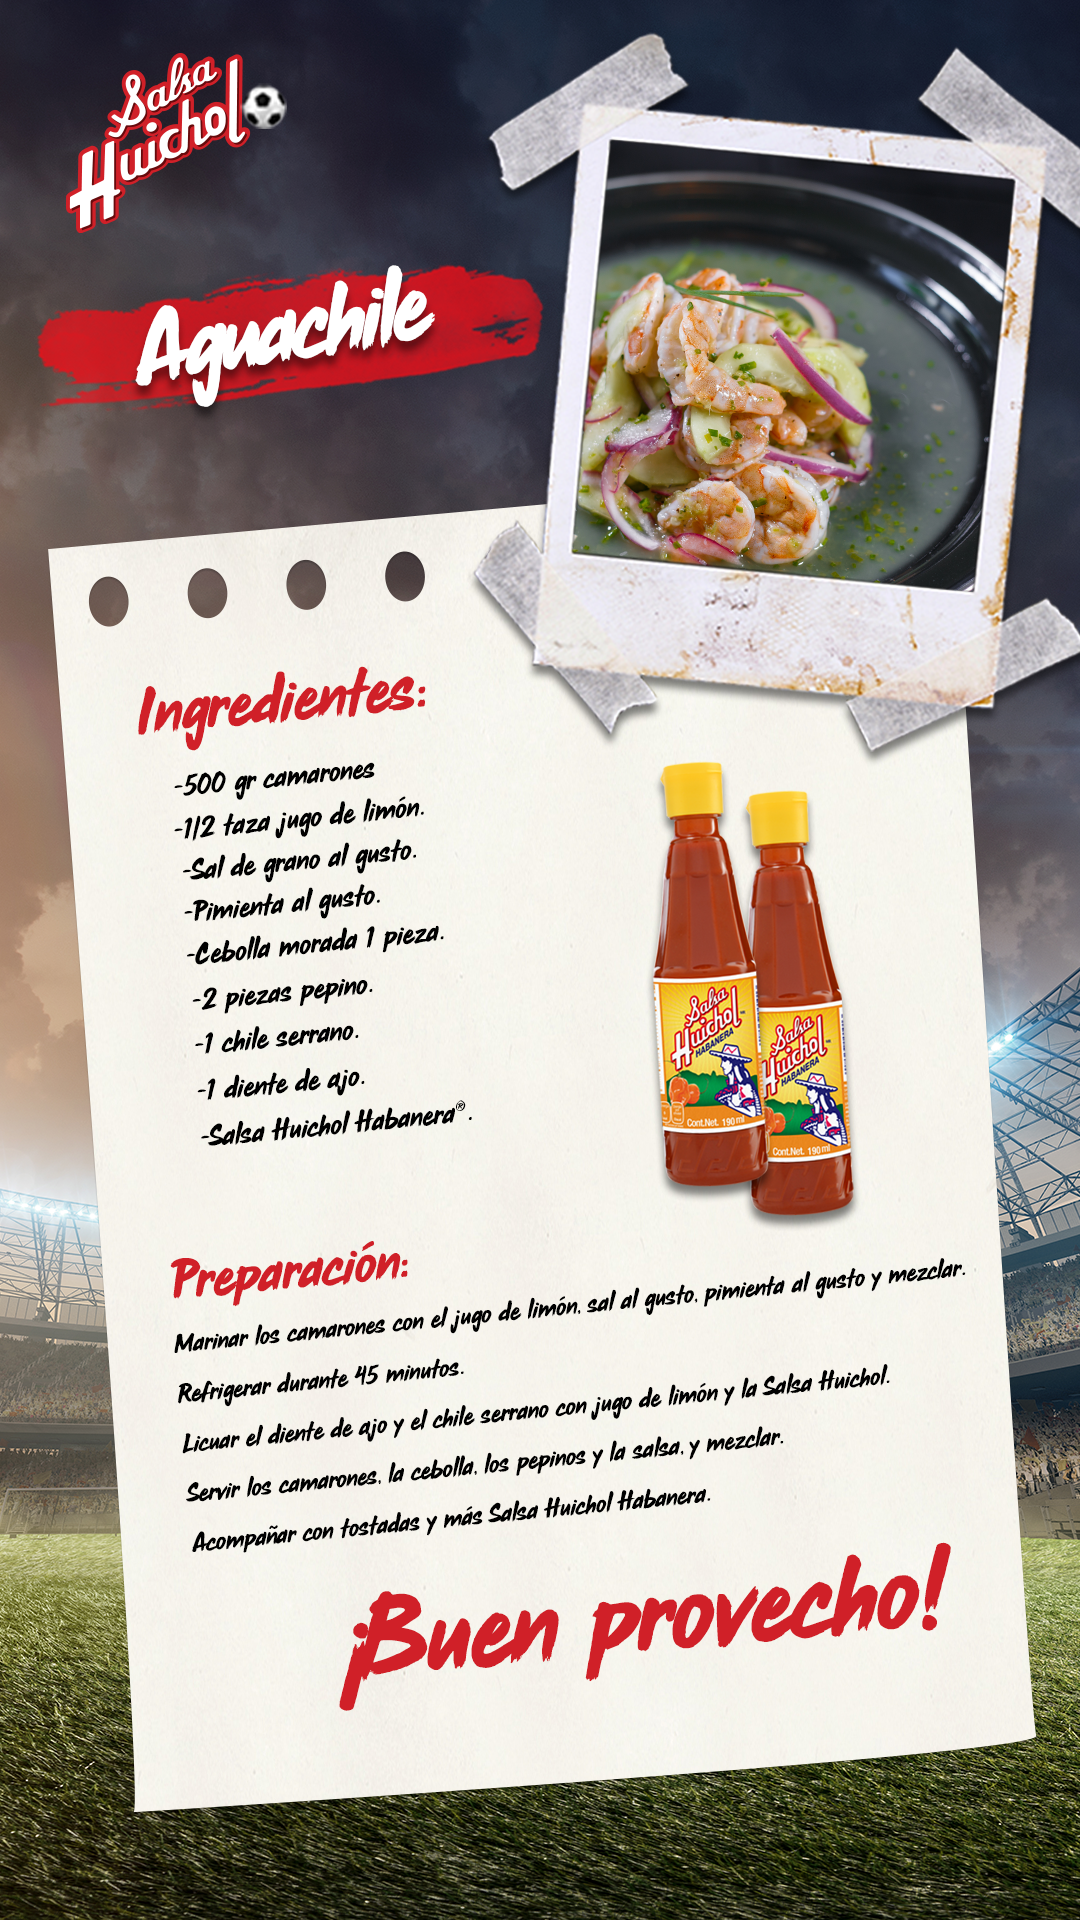 Salsa
Huichol
Aguachile
Ingredientes:
-500 gr camarones
-1/2 taza jugo de limón.
-Sal de grano al gusto.
-Pimienta al gusto.
-Cebolla morada 1 pieza.
-2 piezas pepino.
-1 chile serrano.
-1 diente de ajo.
-Salsa Huichol Habanera®.
Salsa
Huichol
HABANERA
Cont.Net. 190 ml
Salsa
Huichol
HABANERA
Cont.Net. 190 ml
Preparación:
Marinar los camarones con el jugo de limón, sal al gusto, pimienta al gusto y mezclar.
Refrigerar durante 45 minutos.
Licuar el diente de ajo y el chile serrano con jugo de limón y la Salsa Huichol.
Servir los camarones, la cebolla, los pepinos y la salsa, y mezclar.
Acompañar con tostadas y más Salsa Huichol Habanera.
¡Buen provecho!